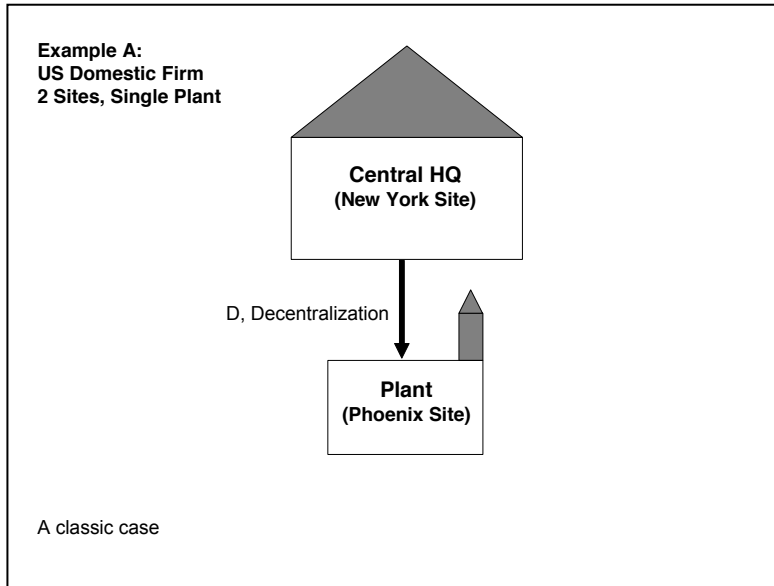 Example A:
US Domestic Firm
2 Sites, Single Plant
Central HQ
(New York Site)
D, Decentralization
Plant
(Phoenix Site)
A classic case